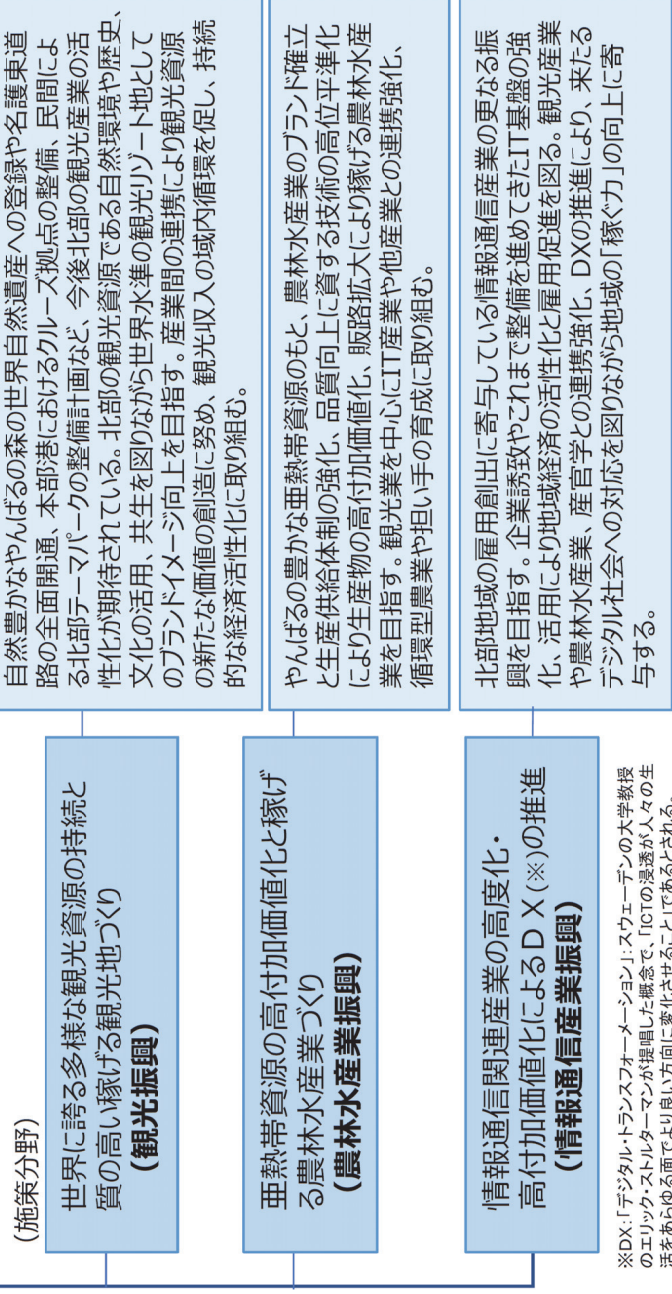 (施策分野)
世界に誇る多様な観光資源の持続と
質の高い稼げる観光地づくり
(観光振興)
自然豊かなやんばるの森の世界自然遺産への登録や名護東道
路の全面開通、本部港におけるクルーズ拠点の整備、民間によ
る北部テーマパークの整備計画など、今後北部の観光産業の活
性化が期待されている。北部の観光資源である自然環境や歴史、
文化の活用、共生を図りながら世界水準の観光リゾート地として
のブランドイメージ向上を目指す。産業間の連携により観光資源
の新たな価値の創造に努め、観光収入の域内循環を促し、持続
的な経済活性化に取り組む。
亜熱帯資源の高付加価値化と稼げ
る農林水産業づくり
(農林水産業振興)
やんばるの豊かな亜熱帯資源のもと、農林水産業のブランド確立
と生産供給体制の強化、品質向上に資する技術の高位平準化
により生産物の高付加価値化、販路拡大により稼げる農林水産
業を目指す。観光業を中心にIT産業や他産業との連携強化、
循環型農業や担い手の育成に取り組む。
情報通信関連産業の高度化・
高付加価値化によるDX(※)の推進
(情報通信産業振興)
北部地域の雇用創出に寄与している情報通信産業の更なる振
興を目指す。企業誘致やこれまで整備を進めてきたIT基盤の強
化、活用により地域経済の活性化と雇用促進を図る。観光産業
や農林水産業、産官学との連携強化、DXの推進により、来たる
デジタル社会への対応を図りながら地域の「稼ぐ力」の向上に寄
与する。
※DX:「デジタル・トランスフォーメーション」:スウェーデンの大学教授
のエリック・ストルターマンが提唱した概念で、「ICTの浸透が人々の生
活をあらゆる面でより良い方向に変化させること」であるとされる。